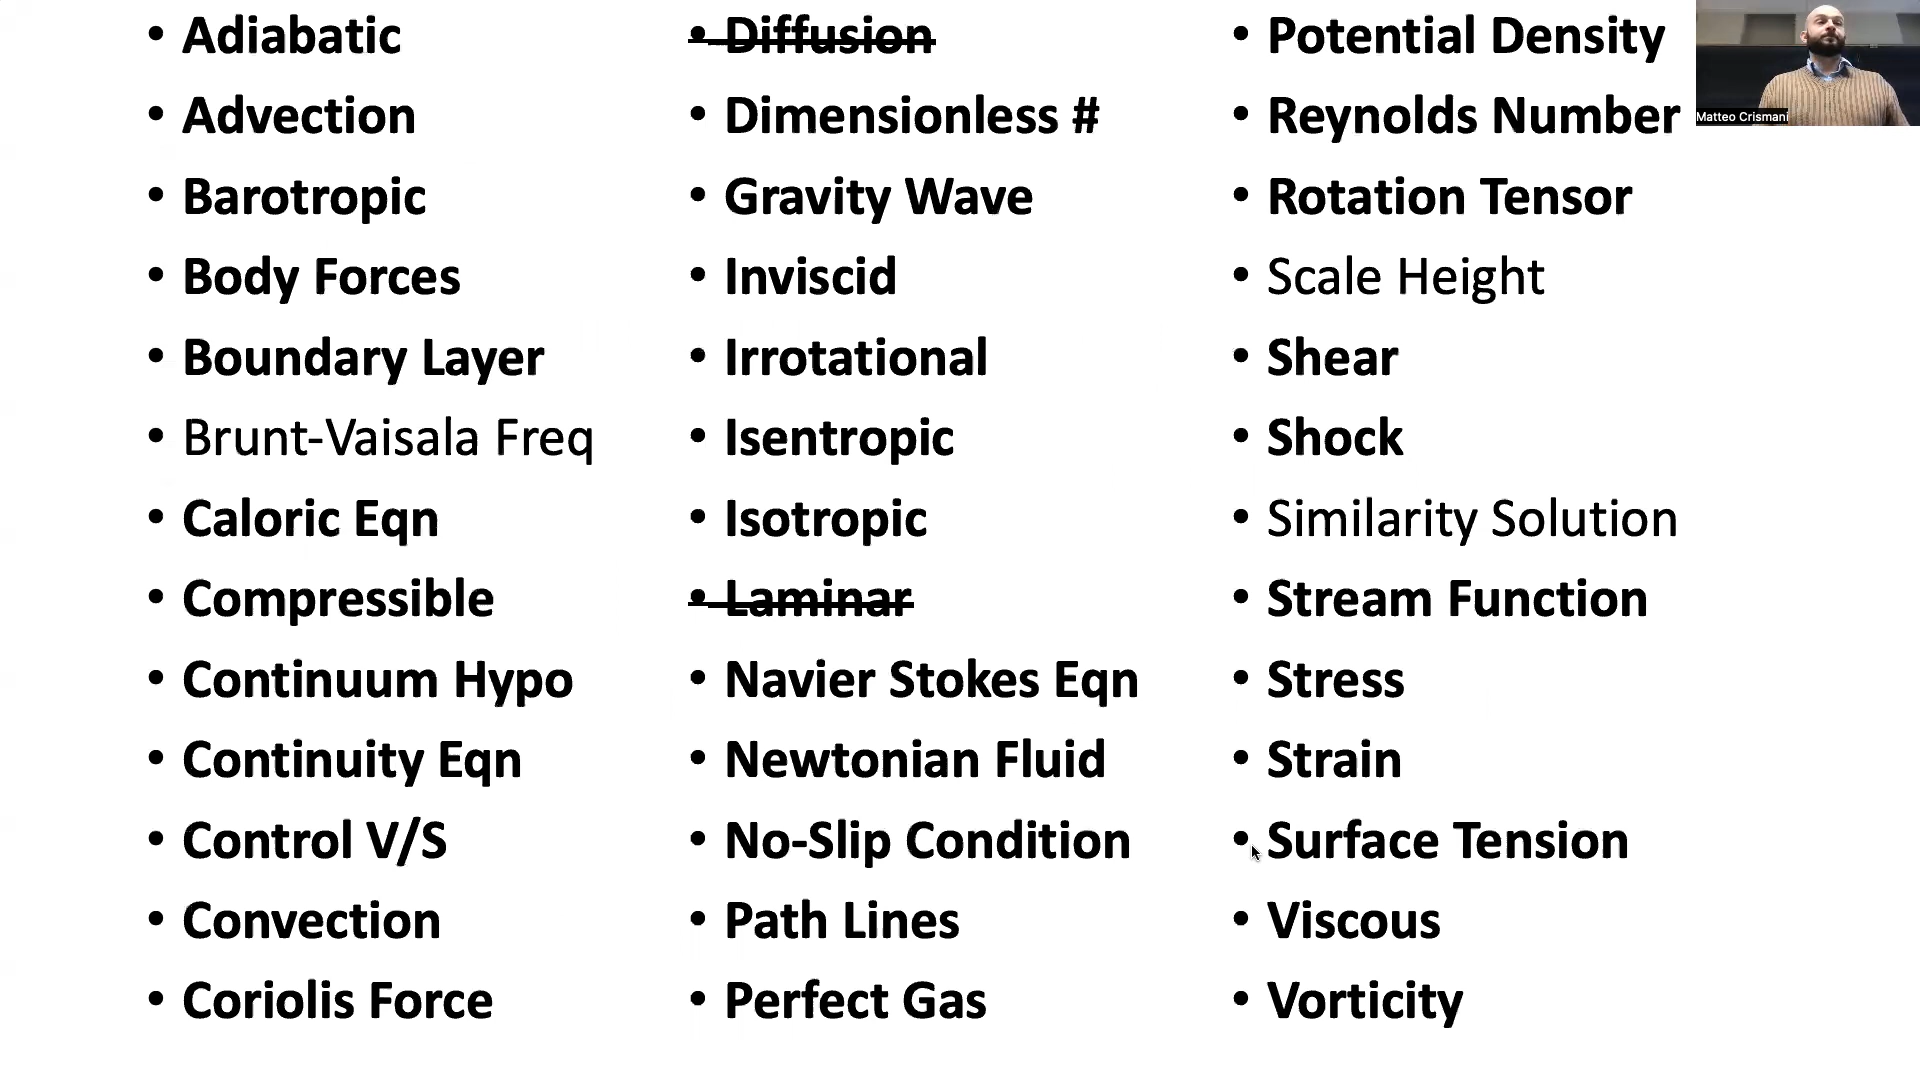 • Adiabatic
• Advection
• Barotropic
• Body Forces
• Boundary Layer
• Brunt-Vaisala Freq
• Caloric Eqn
• Compressible
• Continuum Hypo
• Continuity Eqn
• Control V/S
• Convection
• Coriolis Force
• Diffusion
• Dimensionless #
• Gravity Wave
• Inviscid
• Irrotational
• Isentropic
• Isotropic
• Laminar
• Navier Stokes Eqn
• Newtonian Fluid
• No-Slip Condition
• Path Lines
• Perfect Gas
• Potential Density
• Reynolds Number
• Rotation Tensor
• Scale Height
• Shear
• Shock
• Similarity Solution
• Stream Function
• Stress
• Strain
• Surface Tension
• Viscous
• Vorticity
Matteo Crismani